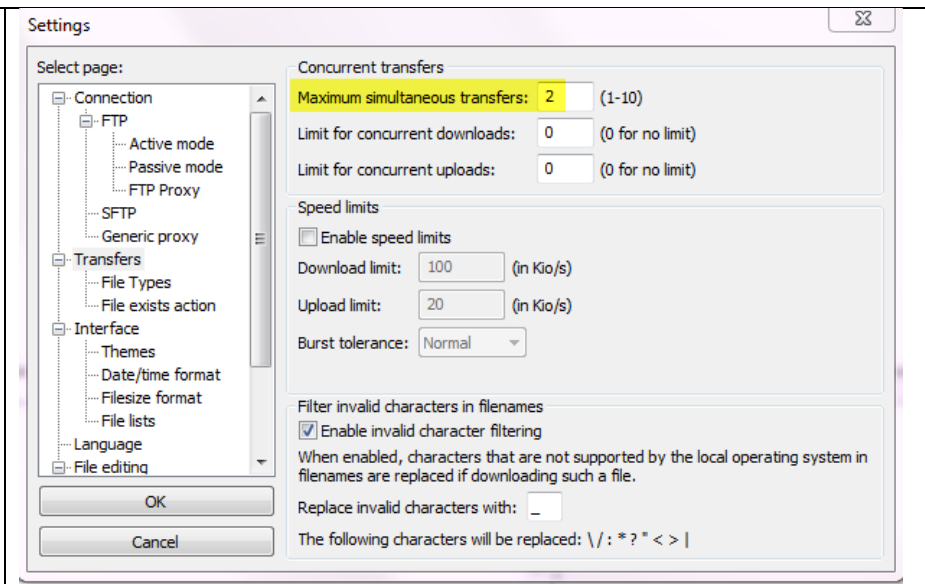 Settings
Select page:
Connection
FTP
Active mode
Passive mode
FTP Proxy
SFTP
Generic proxy
Transfers
File Types
File exists action
Interface
Themes
Date/time format
Filesize format
File lists
Language
File editing
OK
Cancel
Concurrent transfers
Maximum simultaneous transfers: 2 (1-10)
Limit for concurrent downloads: 0 (0 for no limit)
Limit for concurrent uploads: 0 (0 for no limit)
Speed limits
Enable speed limits
Download limit: 100 (in Kio/s)
Upload limit: 20 (in Kio/s)
Burst tolerance: Normal
Filter invalid characters in filenames
Enable invalid character filtering
When enabled, characters that are not supported by the local operating system in
filenames are replaced if downloading such a file.
Replace invalid characters with: _
The following characters will be replaced: \ / : * ? " < > |